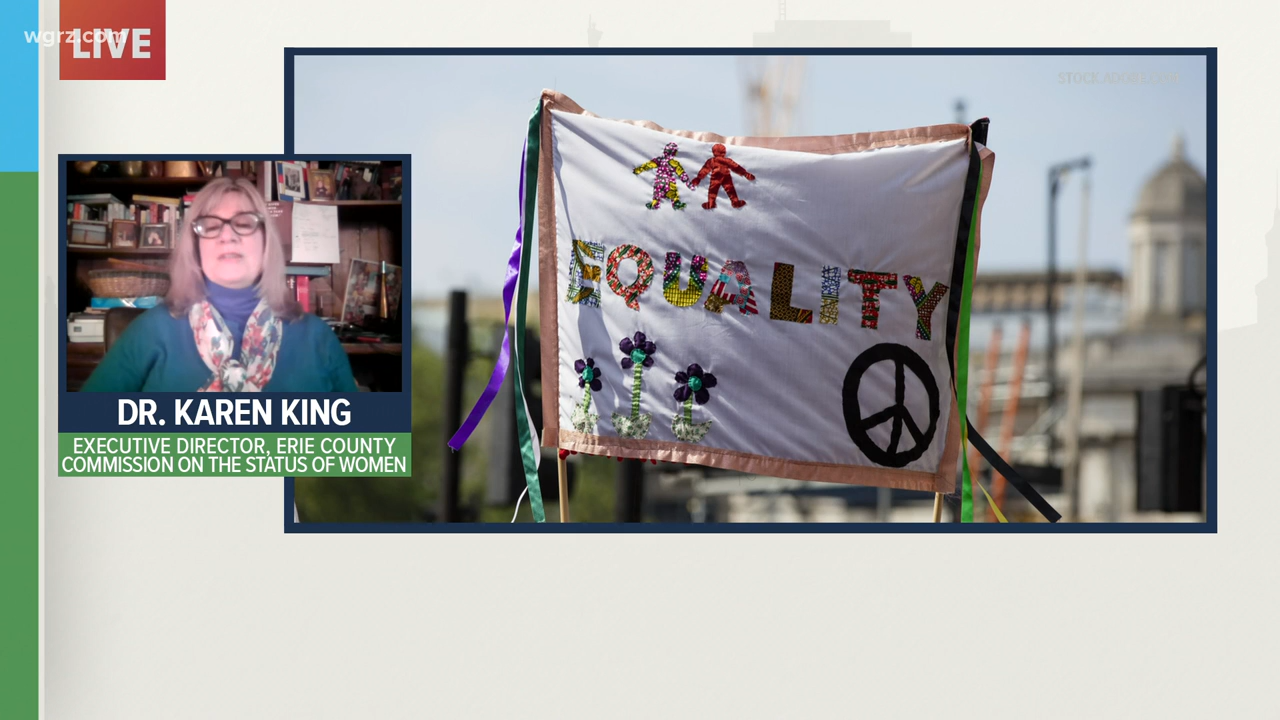 wgrz.com
LIVE
EQUALITY
DR. KAREN KING
EXECUTIVE DIRECTOR, ERIE COUNTY
COMMISSION ON THE STATUS OF WOMEN